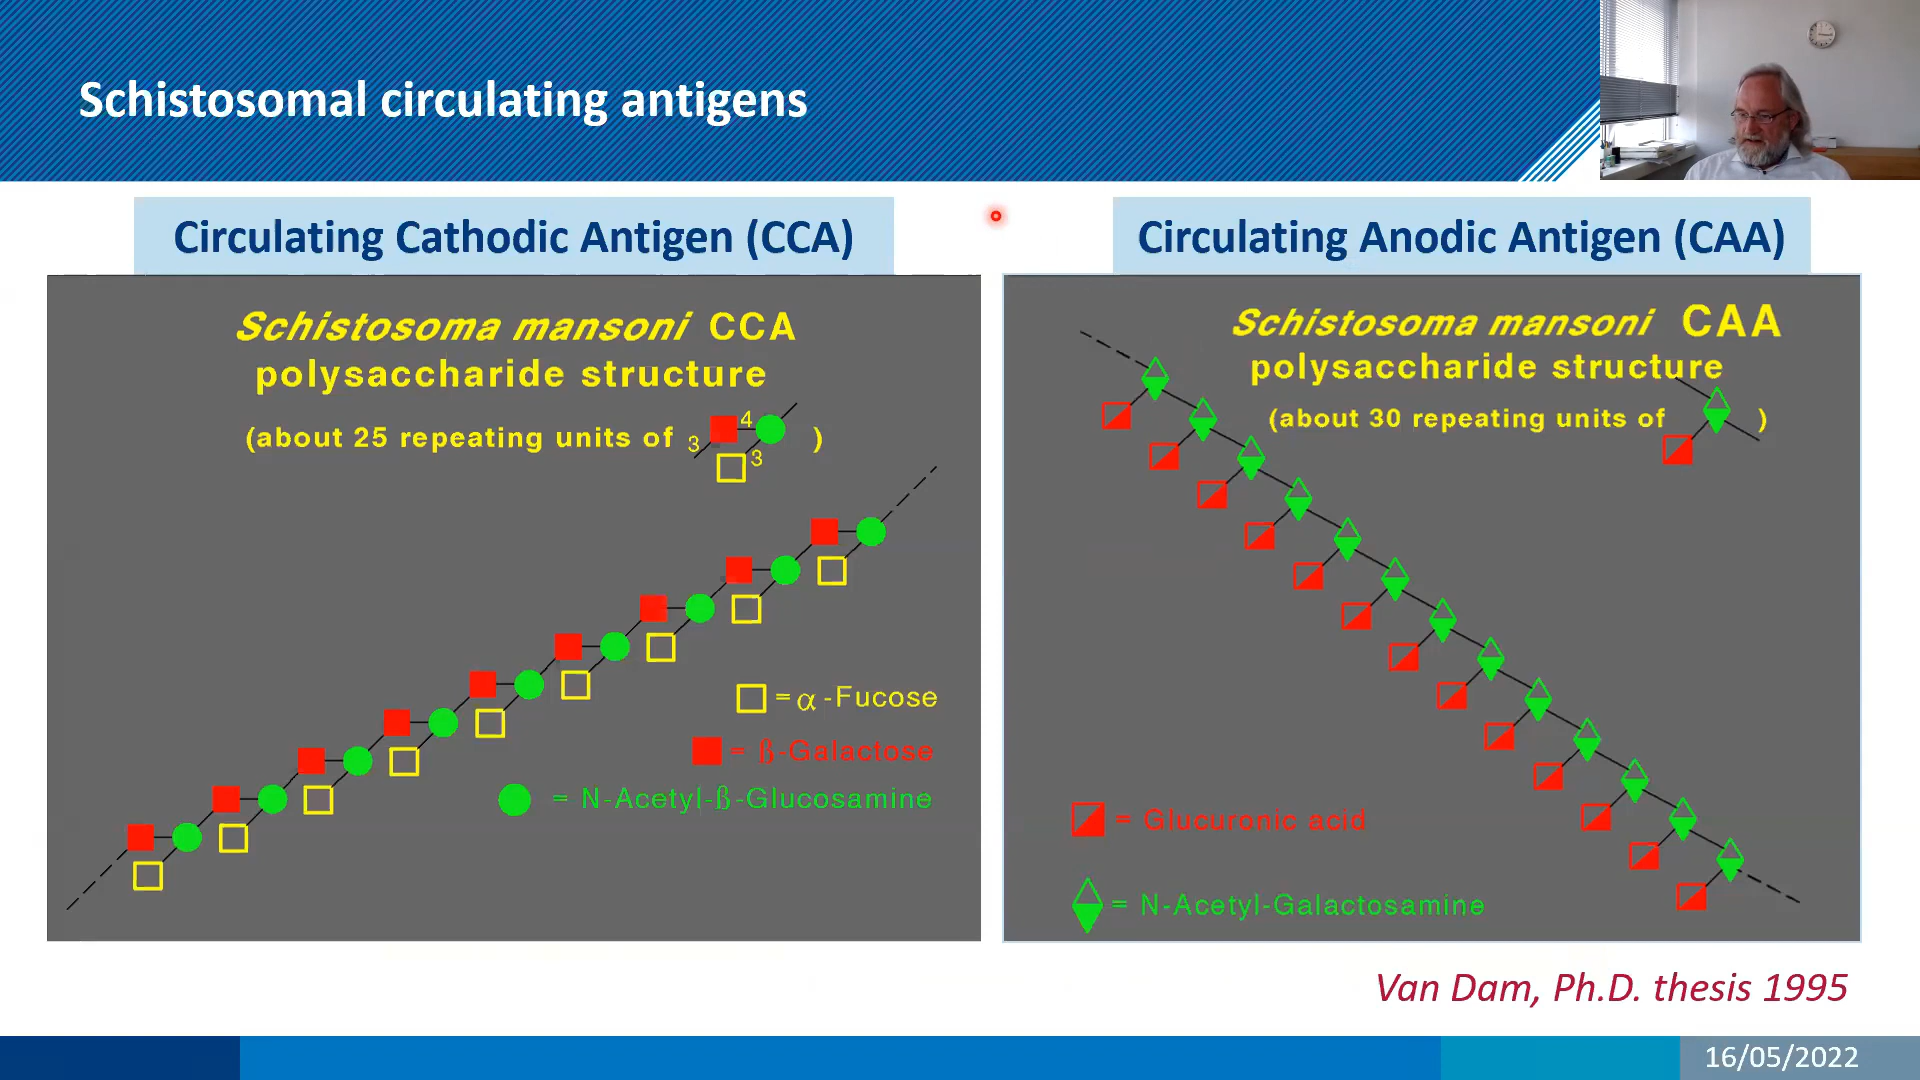 Schistosomal circulating antigens
Circulating Cathodic Antigen (CCA)
Schistosoma mansoni CCA
polysaccharide structure
(about 25 repeating units of 3 4 3 )
= α-Fucose
= ß-Galactose
= N-Acetyl-ß-Glucosamine
Circulating Anodic Antigen (CAA)
Schistosoma mansoni CAA
polysaccharide structure
(about 30 repeating units of )
= Glucuronic acid
= N-Acetyl-Galactosamine
Van Dam, Ph.D. thesis 1995
16/05/2022